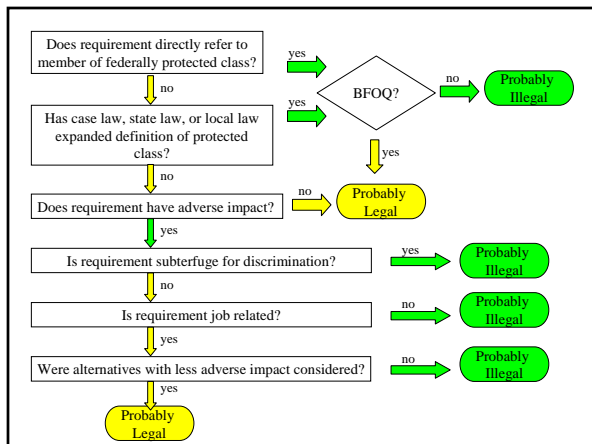 Does requirement directly refer to
member of federally protected class?
yes
BFOQ?
no
Probably
Illegal
no
yes
Has case law, state law, or local law
expanded definition of protected
class?
yes
no
Probably
Legal
Does requirement have adverse impact?
no
yes
Is requirement subterfuge for discrimination?
yes
Probably
Illegal
no
Is requirement job related?
no
Probably
Illegal
yes
Were alternatives with less adverse impact considered?
no
Probably
Illegal
yes
Probably
Legal